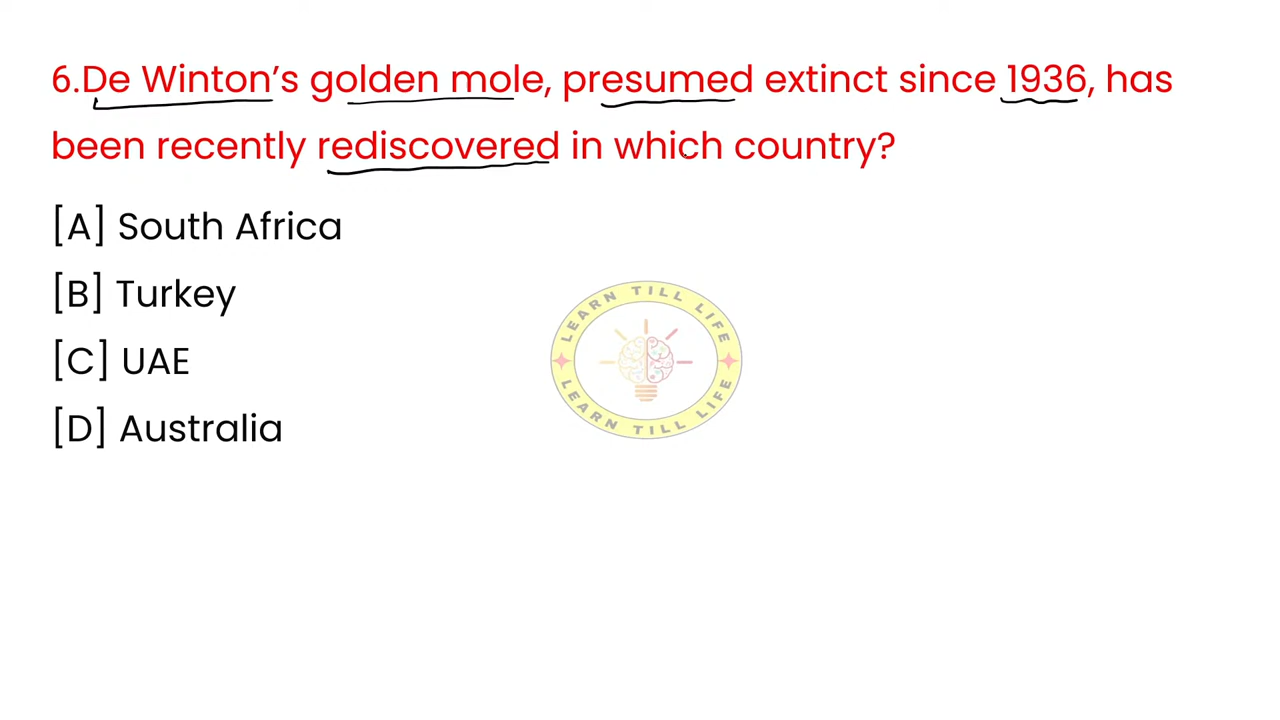 6.De Winton’s golden mole, presumed extinct since 1936, has
been recently rediscovered in which country?
[A] South Africa
[B] Turkey
LEARN TILL LIFE
[C] UAE
LEARN TILL LIFE
[D] Australia